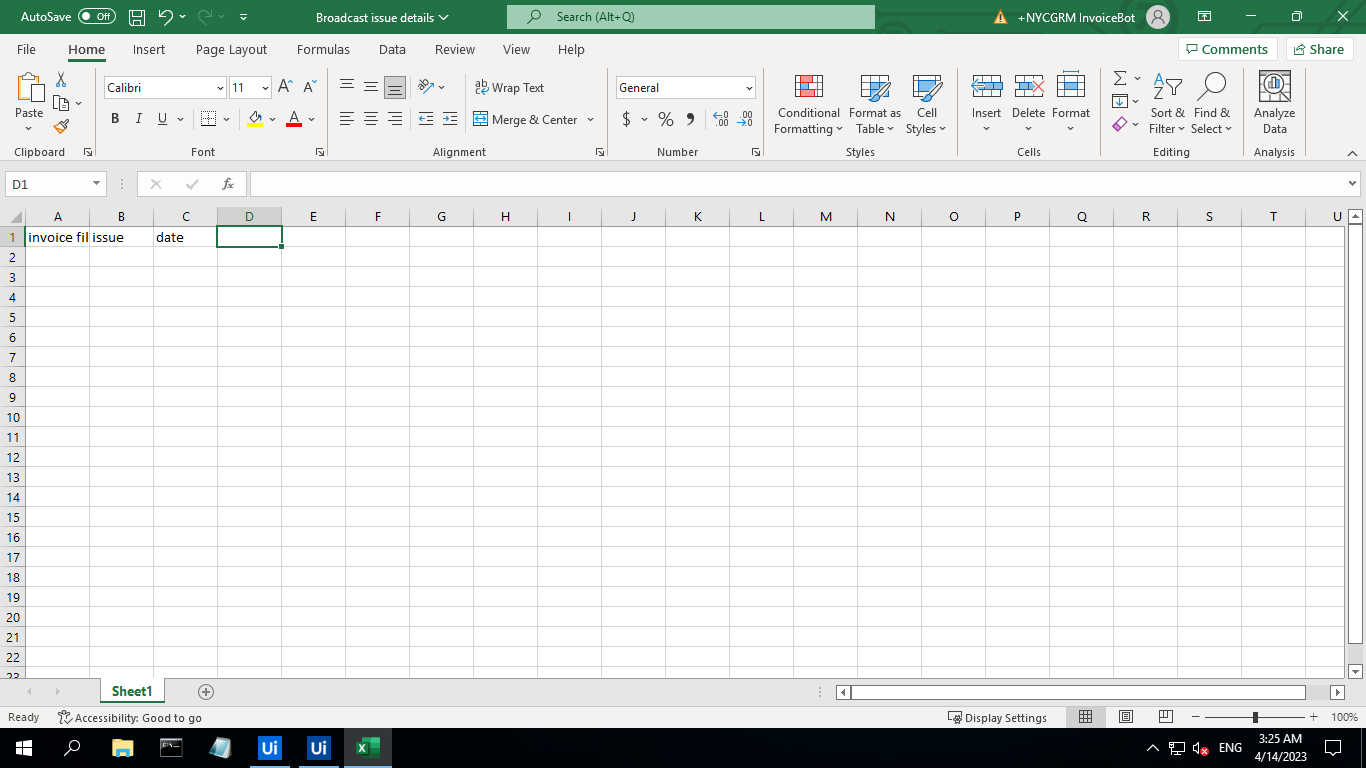 AutoSave Off Broadcast issue details Search (Alt+Q) +NYCGRM InvoiceBot
File Home Insert Page Layout Formulas Data Review View Help Comments Share
Paste
Clipboard
Calibri 11
B I U A
Font
Wrap Text
Merge & Center
Alignment
General
$ % 9
Number
Conditional Formatting
Format as Table
Cell Styles
Styles
Insert Delete Format
Cells
Sort & Filter
Find & Select
Editing
Analyze Data
Analysis
D1 fx
A B C D E F G H I J K L M N O P Q R S T U
1 invoice fil issue date
2
3
4
5
6
7
8
9
10
11
12
13
14
15
16
17
18
19
20
21
22
23
Sheet1
Ready Accessibility: Good to go Display Settings 100%
Ui Ui ENG 3:25 AM
4/14/2023